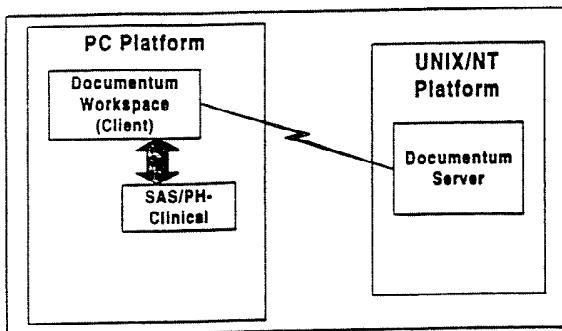 PC Platform
Documentum
Workspace
(Client)
SAS/PH-
Clinical
UNIX/NT
Platform
Documentum
Server